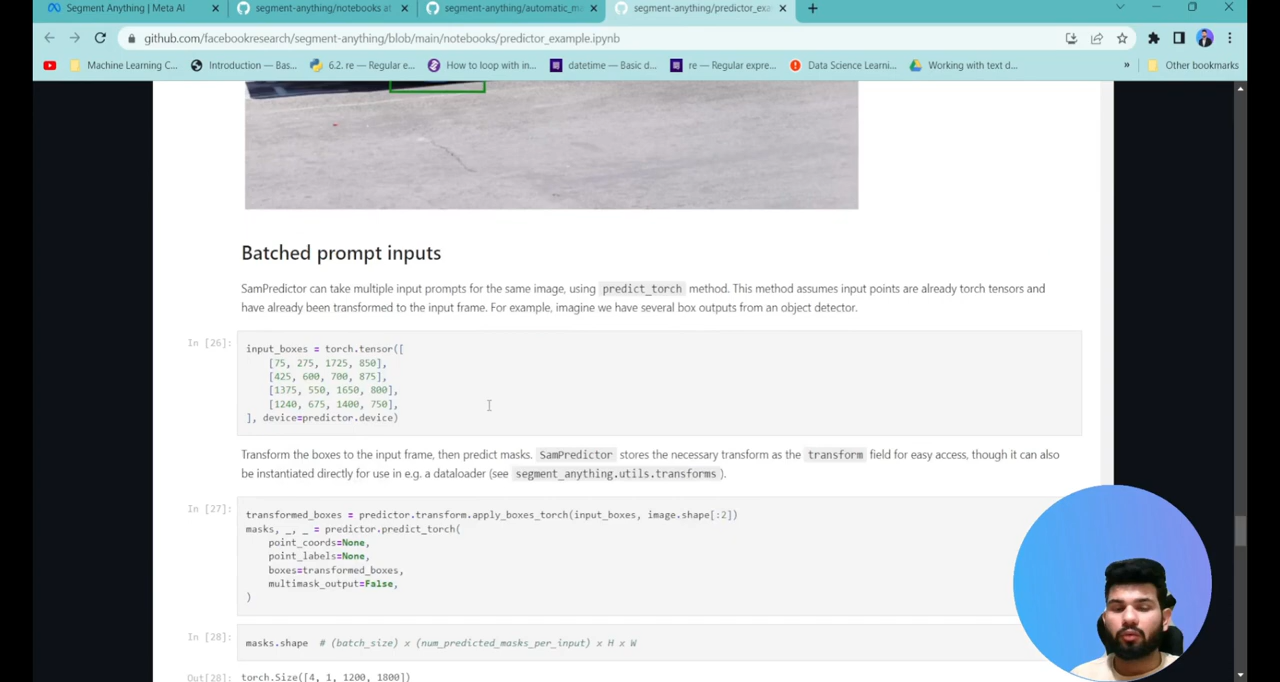 Segment Anything | Meta AI
segment-anything/notebooks at
segment-anything/automatic_m
segment-anything/predictor_exa
github.com/facebookresearch/segment-anything/blob/main/notebooks/predictor_example.ipynb
Machine Learning C...
Introduction — Bas...
6.2. re — Regular e...
How to loop with in...
datetime — Basic d...
re — Regular expre...
Data Science Learni...
Working with text d...
»
Other bookmarks
Batched prompt inputs
SamPredictor can take multiple input prompts for the same image, using predict_torch method. This method assumes input points are already torch tensors and
have already been transformed to the input frame. For example, imagine we have several box outputs from an object detector.
In [26]:
input_boxes = torch.tensor([
[75, 275, 1725, 850],
[425, 600, 700, 875],
[1375, 550, 1650, 800],
[1240, 675, 1400, 750],
], device=predictor.device)
Transform the boxes to the input frame, then predict masks. SamPredictor stores the necessary transform as the transform field for easy access, though it can also
be instantiated directly for use in e.g. a dataloader (see segment_anything.utils.transforms ).
In [27]:
transformed_boxes = predictor.transform.apply_boxes_torch(input_boxes, image.shape[:2])
masks, _, _ = predictor.predict_torch(
point_coords=None,
point_labels=None,
boxes=transformed_boxes,
multimask_output=False,
)
In [28]:
masks.shape # (batch_size) x (num_predicted_masks_per_input) x H x W
Out[28]: torch.Size([4, 1, 1200, 1800])